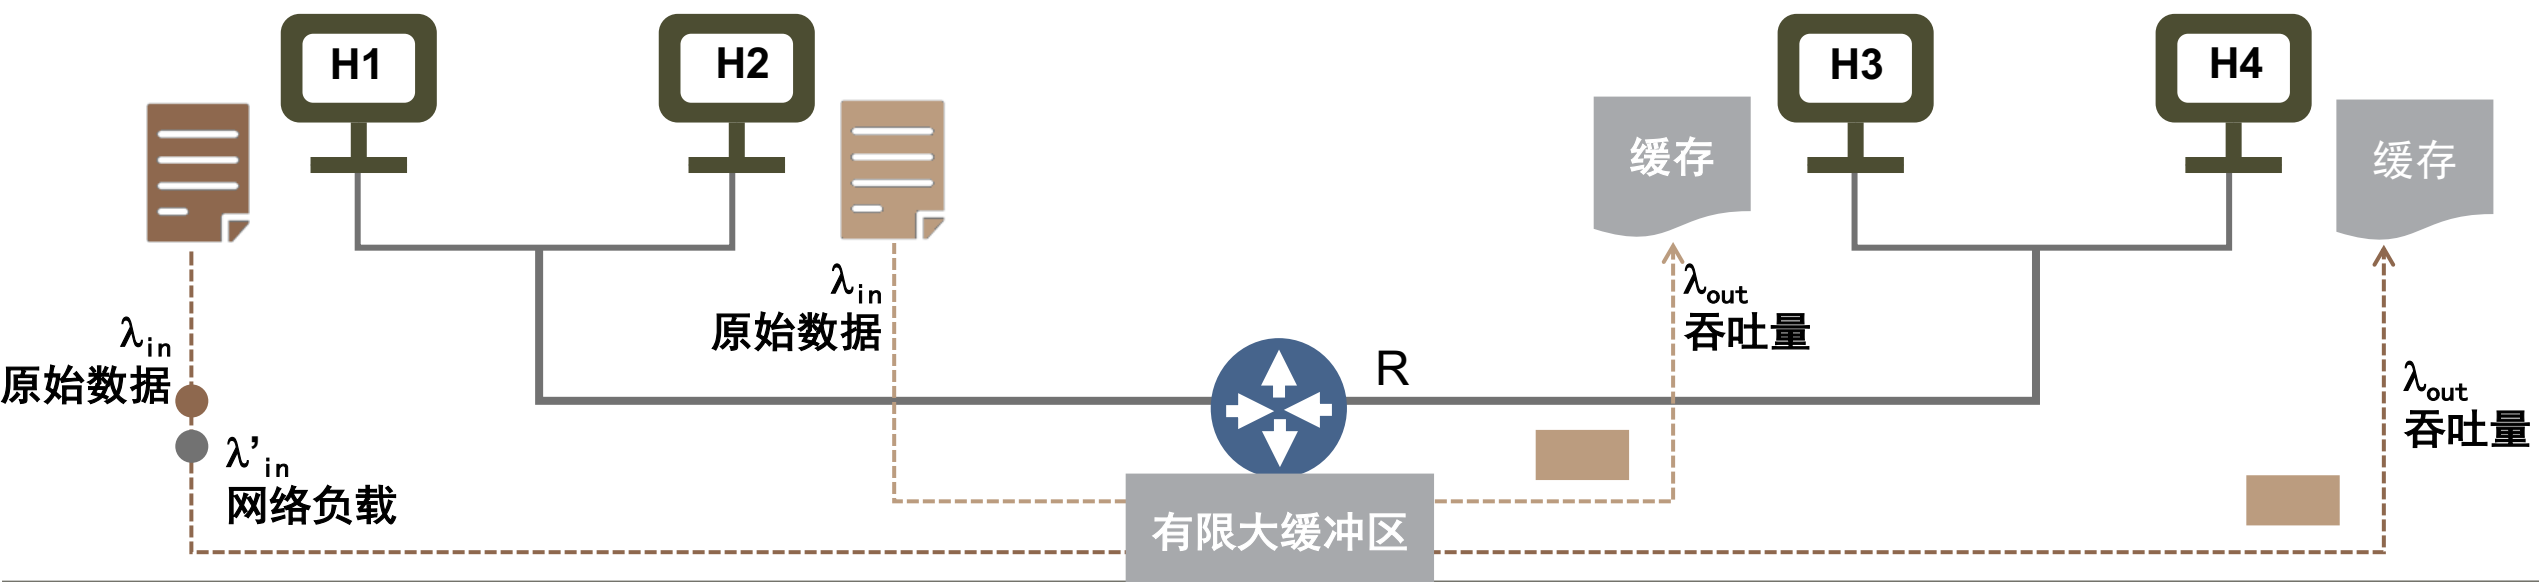 H1
H2
H3
H4
缓存
缓存
λin
原始数据
λ'in
网络负载
λin
原始数据
R
有限大缓冲区
λout
吞吐量
λout
吞吐量